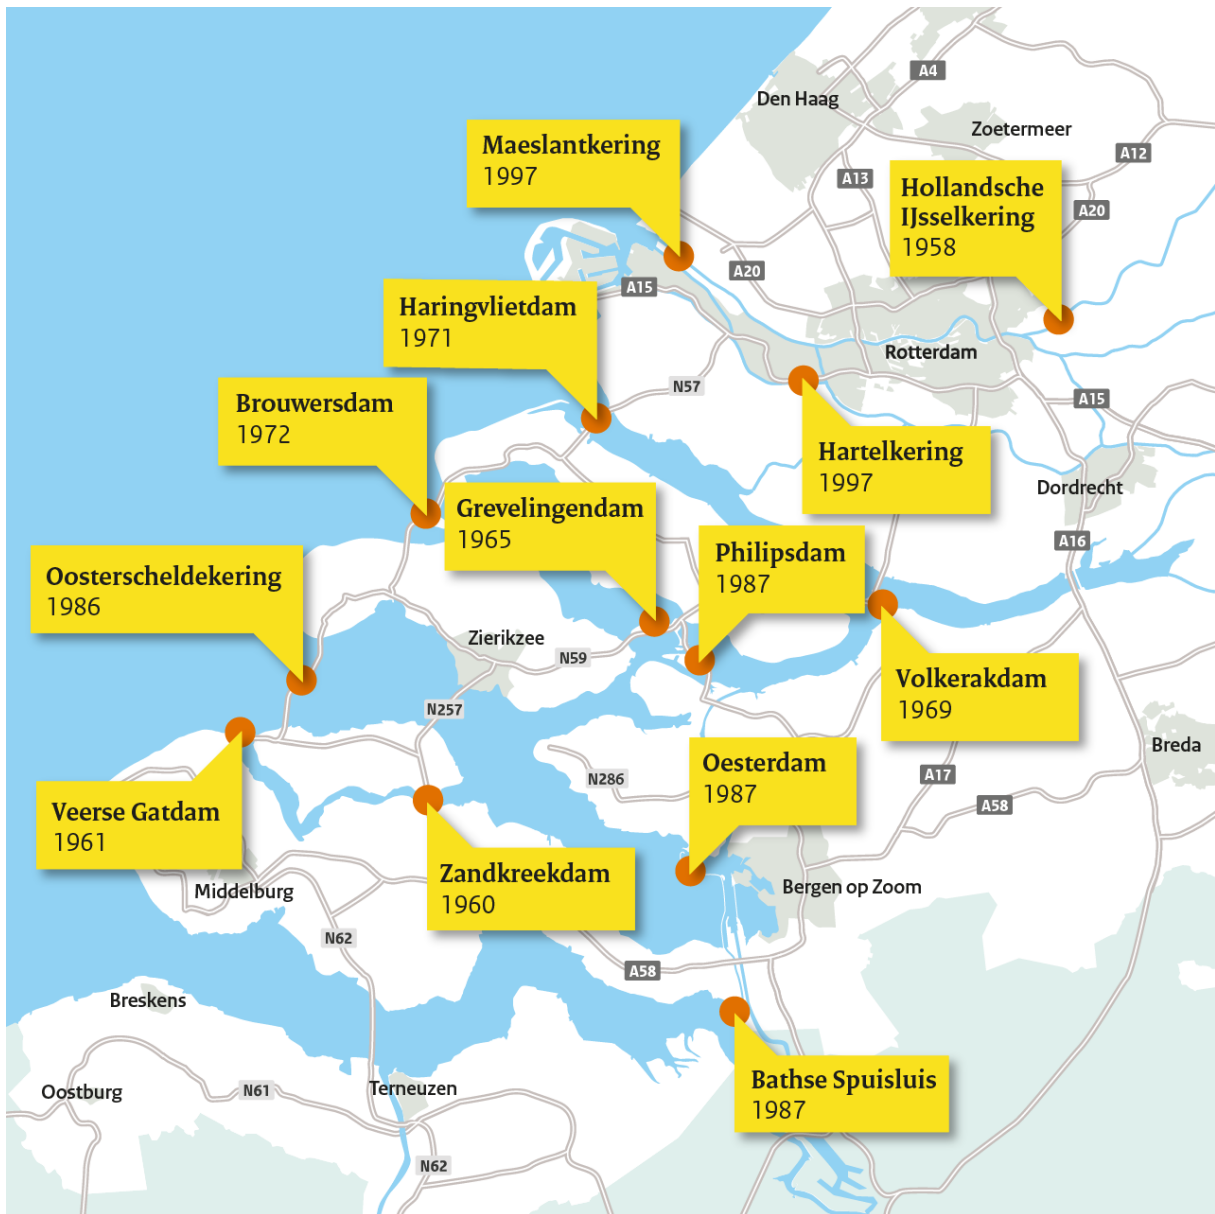 A4
Den Haag
Zoetermeer
Maeslantkering
1997
A12
A13
Hollandsche
IJsselkering
1958
A20
A20
A15
Haringvlietdam
1971
Rotterdam
N57
Brouwersdam
1972
A15
Hartelkering
1997
Dordrecht
Grevelingendam
1965
A16
Philipsdam
1987
Oosterscheldekering
1986
Zierikzee
N59
Volkerakdam
1969
N257
Breda
Oesterdam
1987
N286
A17
A58
Veerse Gatdam
1961
Zandkreekdam
1960
Middelburg
Bergen op Zoom
N62
A58
Breskens
Bathse Spuisluis
1987
Oostburg
N61
Terneuzen
N62